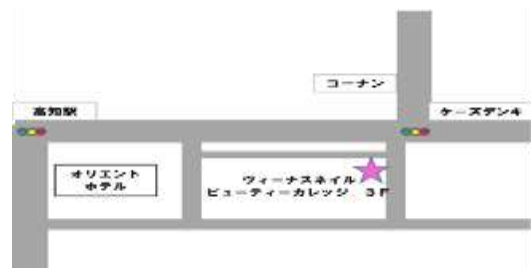 コーナン
高知駅
ケーズデンキ
オリエント
ホテル
ヴィーナスネイル
ビューティーカレッジ 3F